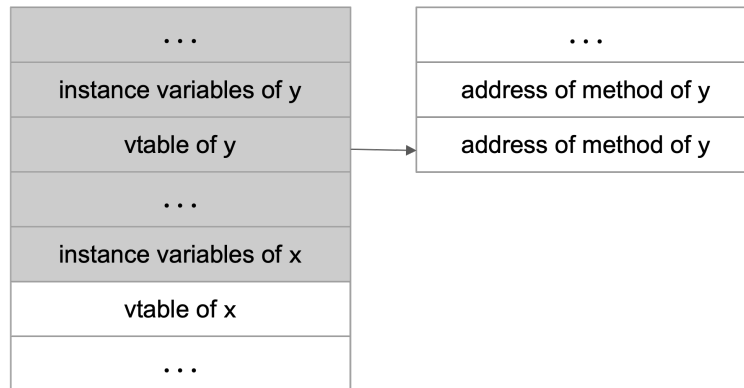 ...
instance variables of y
vtable of y
...
instance variables of x
vtable of x
...
...
address of method of y
address of method of y